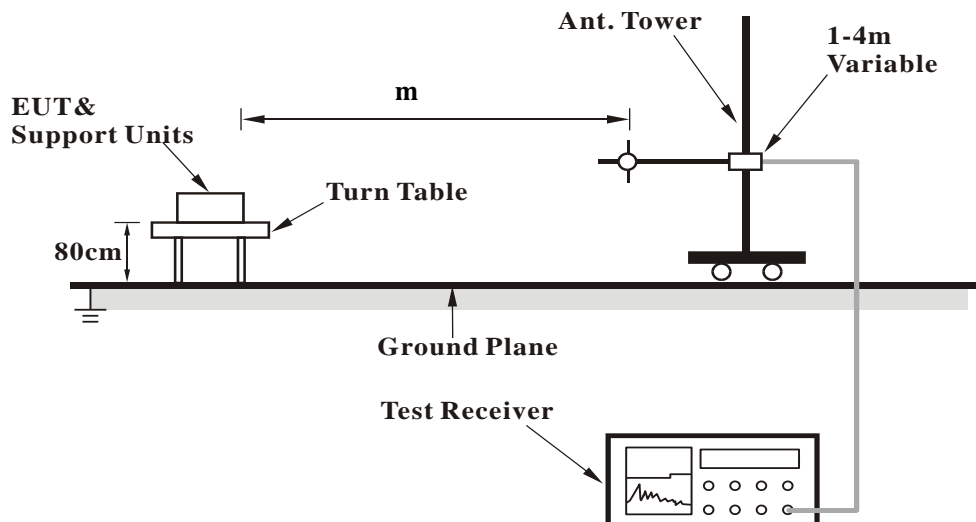 Ant. Tower
1-4m
Variable
m
EUT&
Support Units
Turn Table
80cm
Ground Plane
Test Receiver